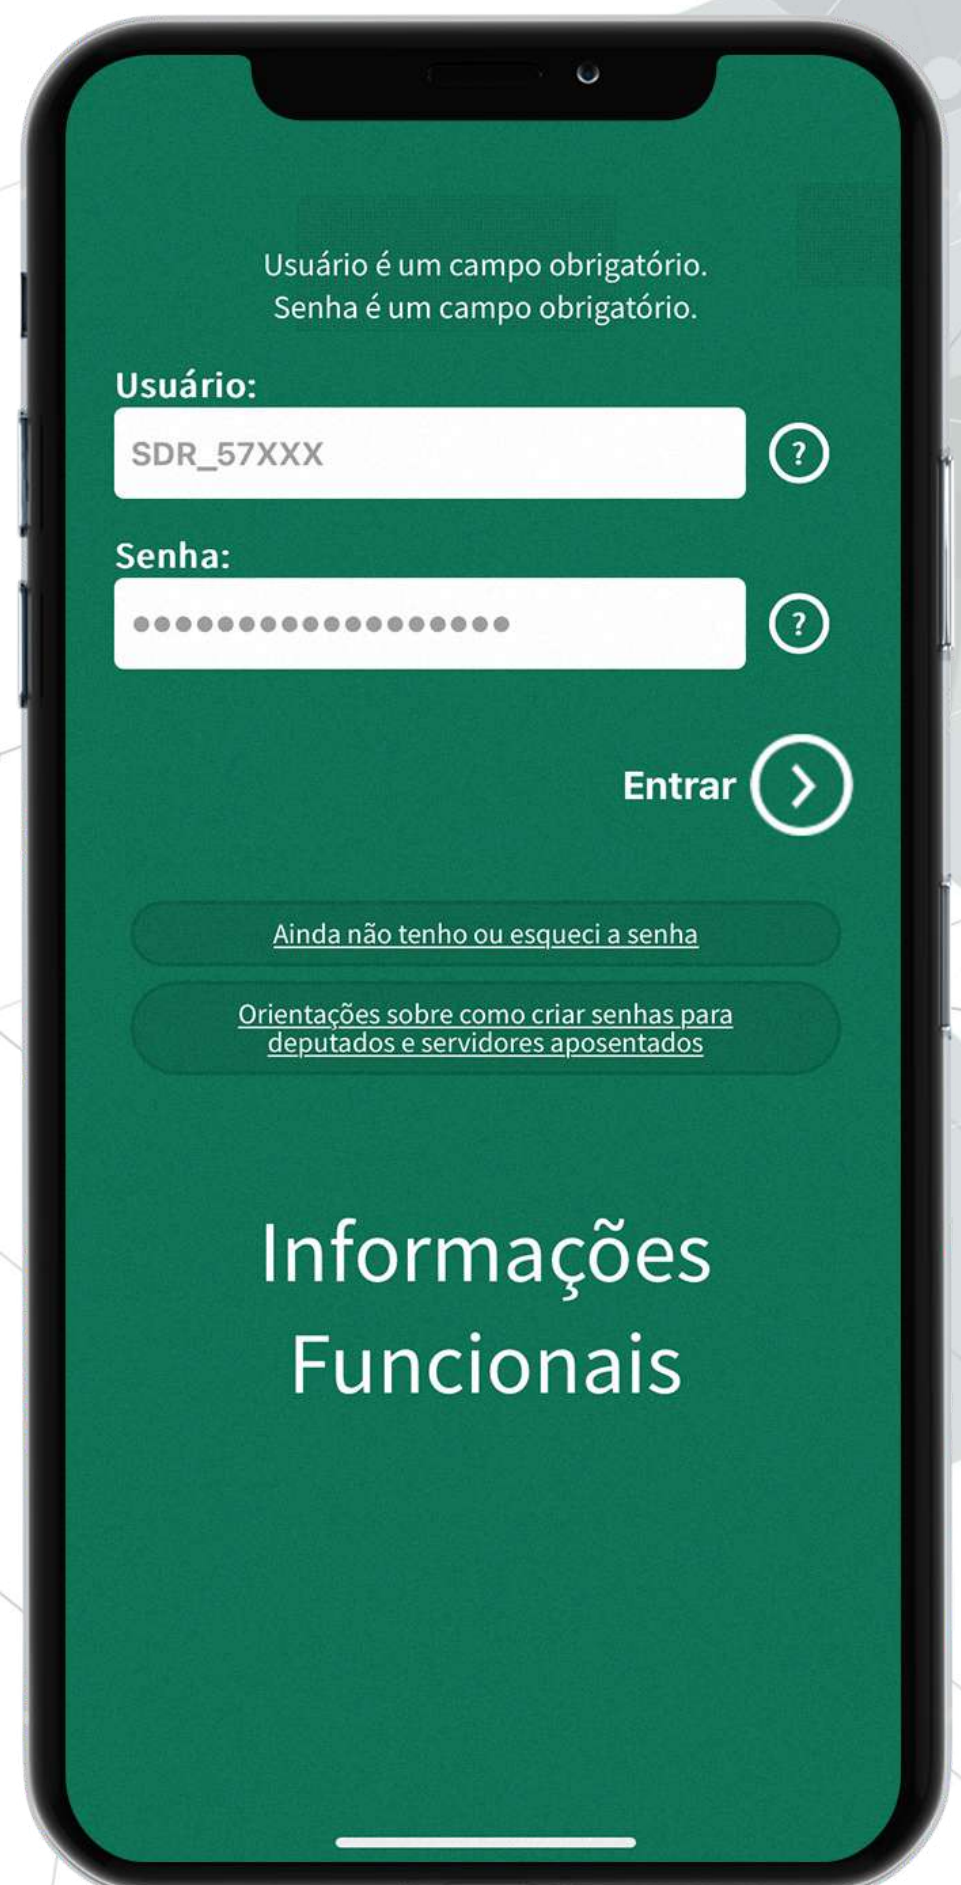 Usuário é um campo obrigatório.
Senha é um campo obrigatório.
Usuário:
SDR_57XXX
?
Senha:
••••••••••••••••••
?
Entrar
Ainda não tenho ou esqueci a senha
Orientações sobre como criar senhas para
deputados e servidores aposentados
Informações
Funcionais